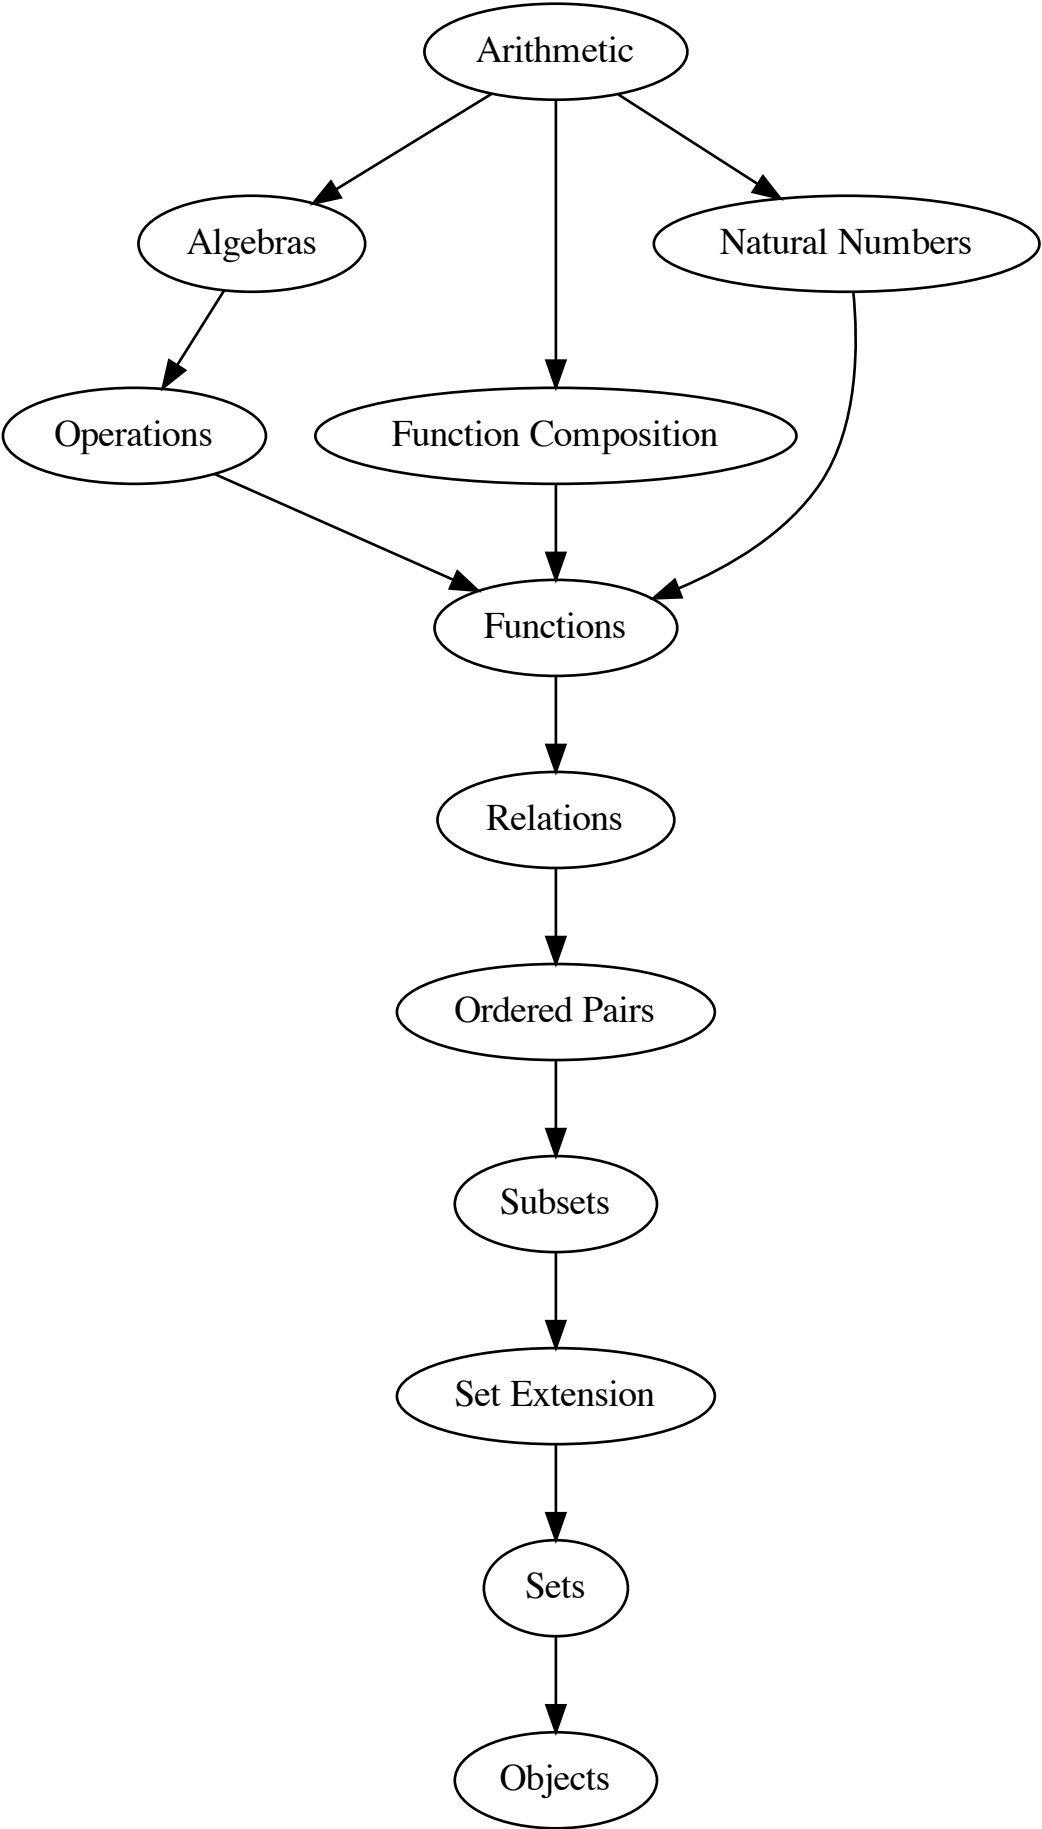 Arithmetic
Algebras
Natural Numbers
Operations
Function Composition
Functions
Relations
Ordered Pairs
Subsets
Set Extension
Sets
Objects